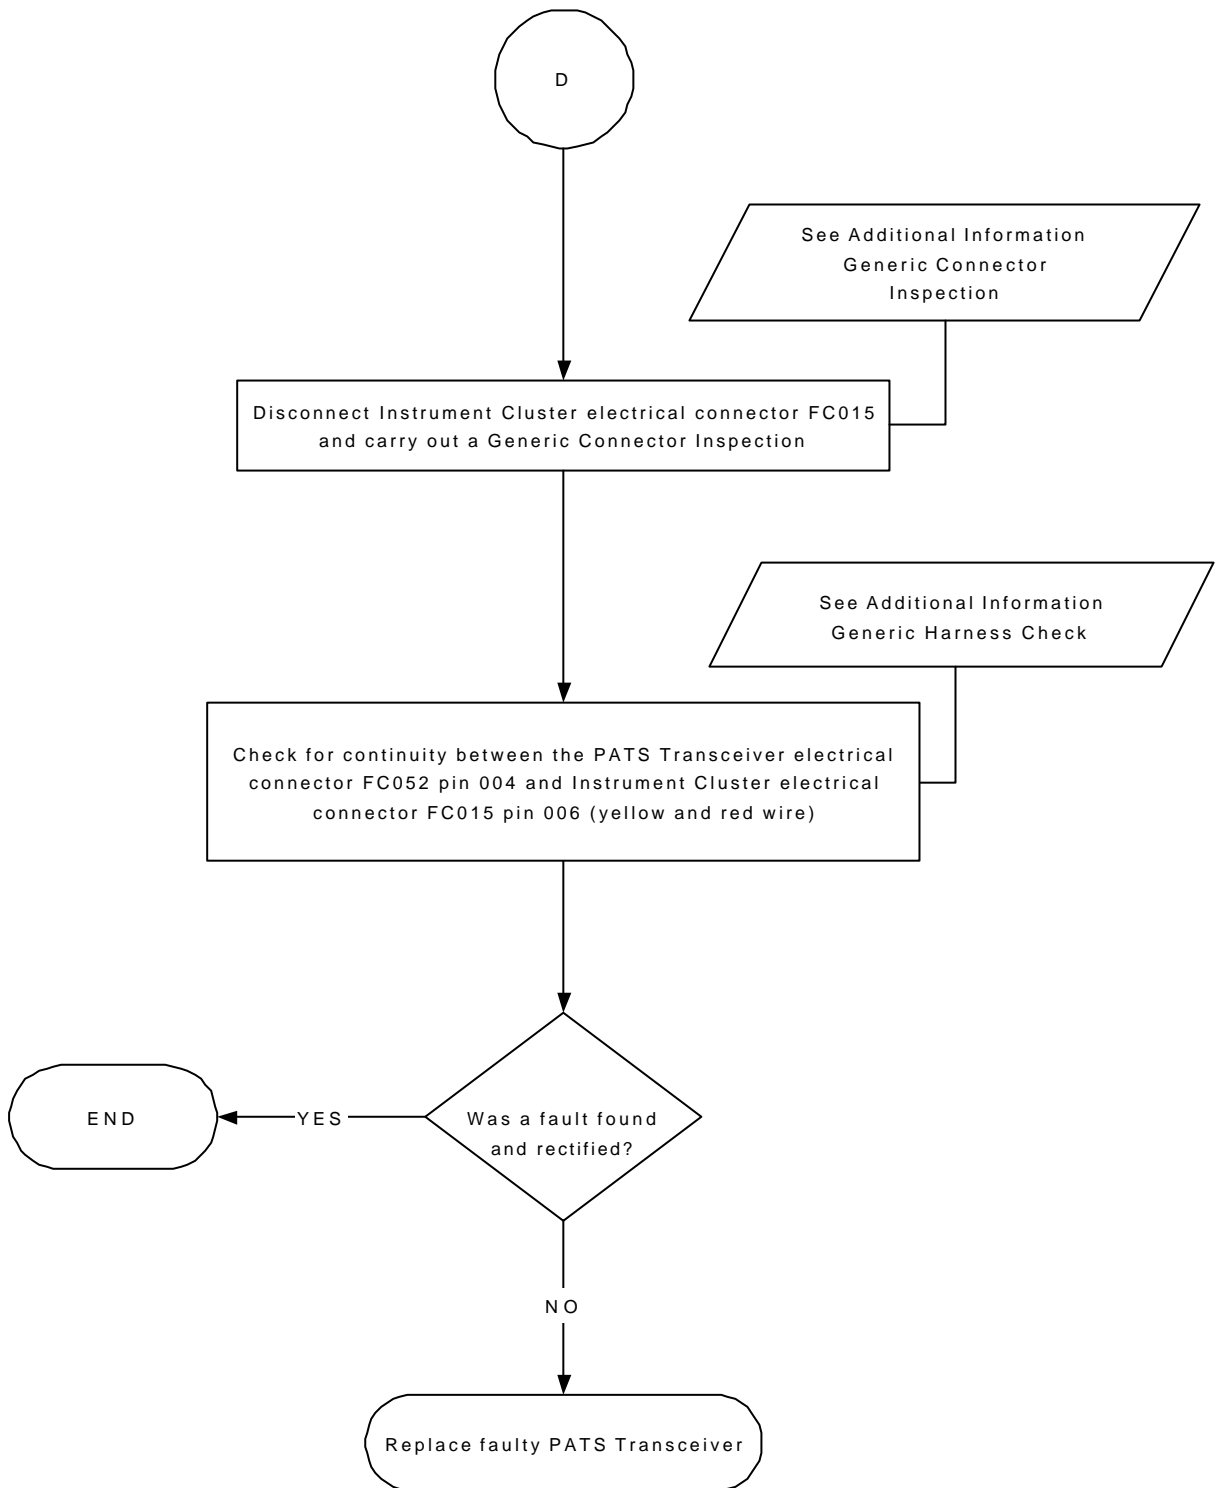 D
See Additional Information
Generic Connector
Inspection
Disconnect Instrument Cluster electrical connector FC015
and carry out a Generic Connector Inspection
See Additional Information
Generic Harness Check
Check for continuity between the PATS Transceiver electrical
connector FC052 pin 004 and Instrument Cluster electrical
connector FC015 pin 006 (yellow and red wire)
Was a fault found
and rectified?
YES
END
NO
Replace faulty PATS Transceiver